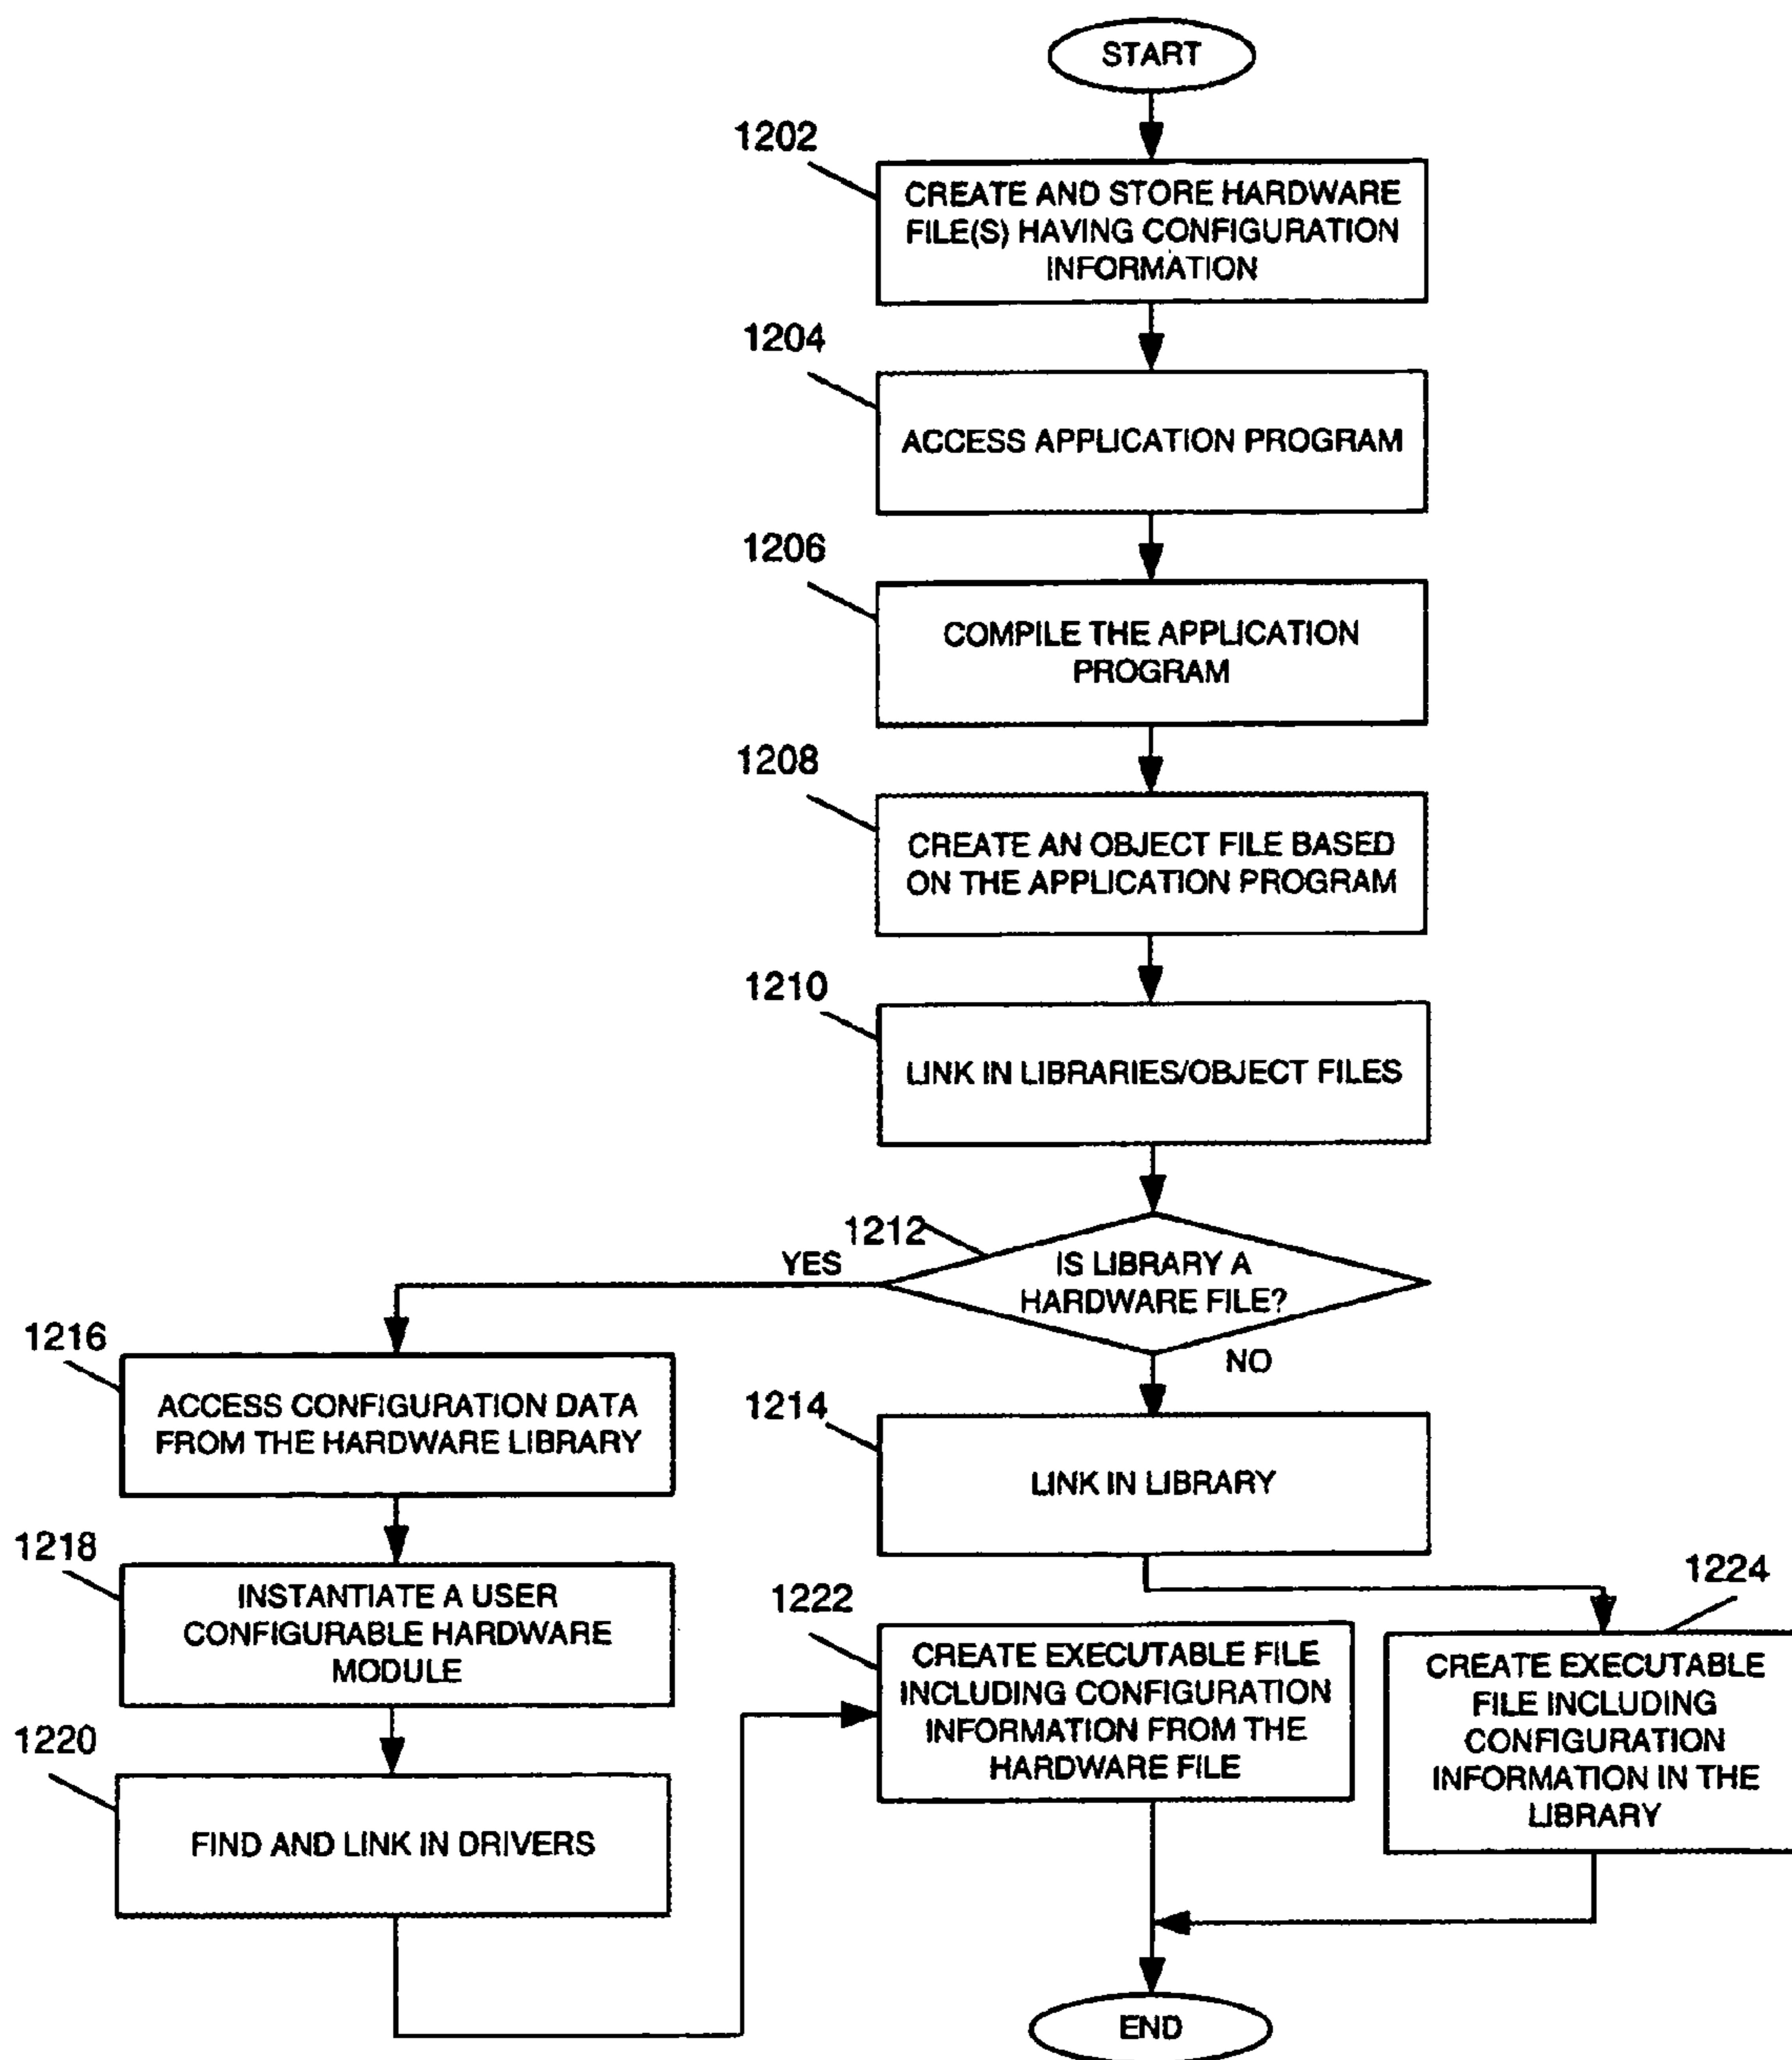 START
1202
CREATE AND STORE HARDWARE
FILE(S) HAVING CONFIGURATION
INFORMATION
1204
ACCESS APPLICATION PROGRAM
1206
COMPILE THE APPLICATION
PROGRAM
1208
CREATE AN OBJECT FILE BASED
ON THE APPLICATION PROGRAM
1210
LINK IN LIBRARIES/OBJECT FILES
1212
IS LIBRARY A
HARDWARE FILE?
YES
NO
1216
ACCESS CONFIGURATION DATA
FROM THE HARDWARE LIBRARY
1214
LINK IN LIBRARY
1218
INSTANTIATE A USER
CONFIGURABLE HARDWARE
MODULE
1220
FIND AND LINK IN DRIVERS
1222
CREATE EXECUTABLE FILE
INCLUDING CONFIGURATION
INFORMATION FROM THE
HARDWARE FILE
1224
CREATE EXECUTABLE
FILE INCLUDING
CONFIGURATION
INFORMATION IN THE
LIBRARY
END